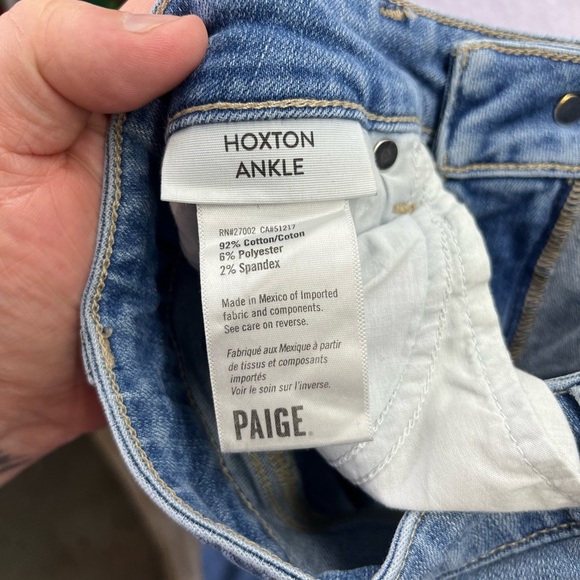 HOXTON
ANKLE
RN#27002 CA#51217
92% Cotton/Coton
6% Polyester
2% Spandex
Made in Mexico of Imported
fabric and components.
See care on reverse.
Fabriqué aux Mexique à partir
de tissus et composants
importés
Voir le soin sur l'inverse.
PAIGE®